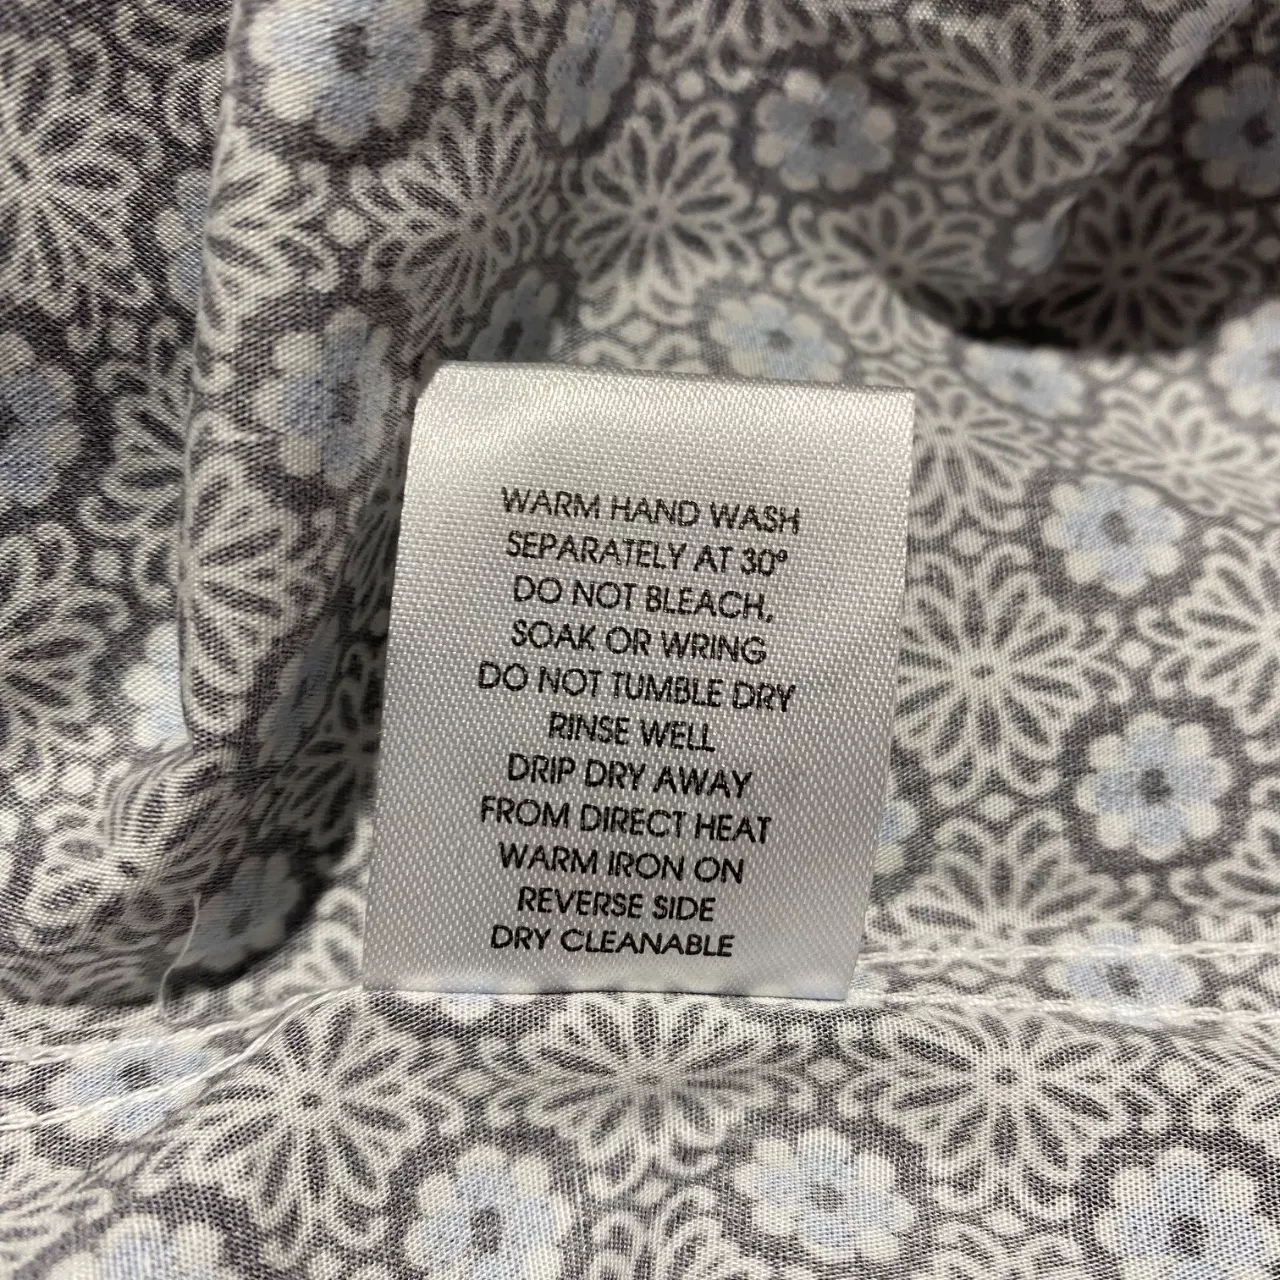 WARM HAND WASH
SEPARATELY AT 30°
DO NOT BLEACH,
SOAK OR WRING
DO NOT TUMBLE DRY
RINSE WELL
DRIP DRY AWAY
FROM DIRECT HEAT
WARM IRON ON
REVERSE SIDE
DRY CLEANABLE